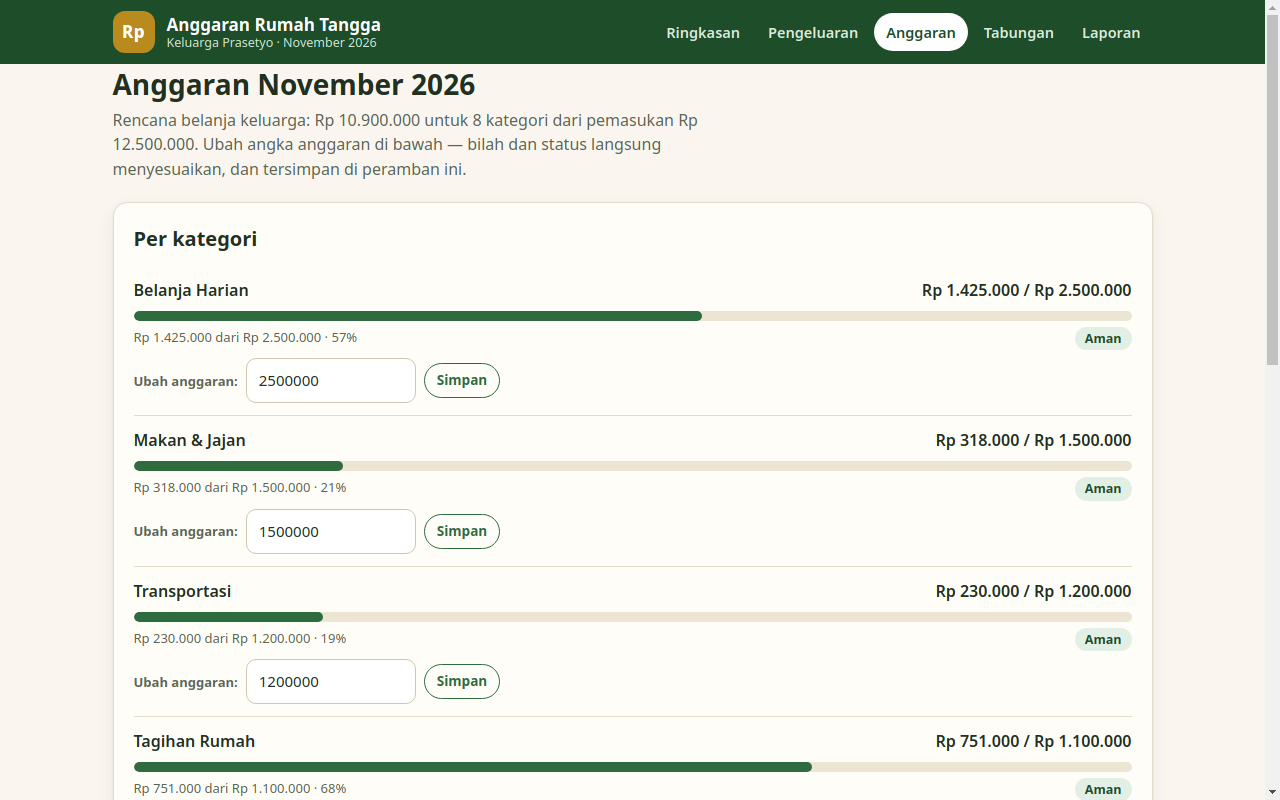 Rp
Anggaran Rumah Tangga
Keluarga Prasetyo · November 2026
Ringkasan
Pengeluaran
Anggaran
Tabungan
Laporan
Anggaran November 2026
Rencana belanja keluarga: Rp 10.900.000 untuk 8 kategori dari pemasukan Rp
12.500.000. Ubah angka anggaran di bawah — bilah dan status langsung
menyesuaikan, dan tersimpan di peramban ini.
Per kategori
Belanja Harian
Rp 1.425.000 / Rp 2.500.000
Rp 1.425.000 dari Rp 2.500.000 · 57%
Aman
Ubah anggaran:
2500000
Simpan
Makan & Jajan
Rp 318.000 / Rp 1.500.000
Rp 318.000 dari Rp 1.500.000 · 21%
Aman
Ubah anggaran:
1500000
Simpan
Transportasi
Rp 230.000 / Rp 1.200.000
Rp 230.000 dari Rp 1.200.000 · 19%
Aman
Ubah anggaran:
1200000
Simpan
Tagihan Rumah
Rp 751.000 / Rp 1.100.000
Rp 751.000 dari Rp 1.100.000 · 68%
Aman